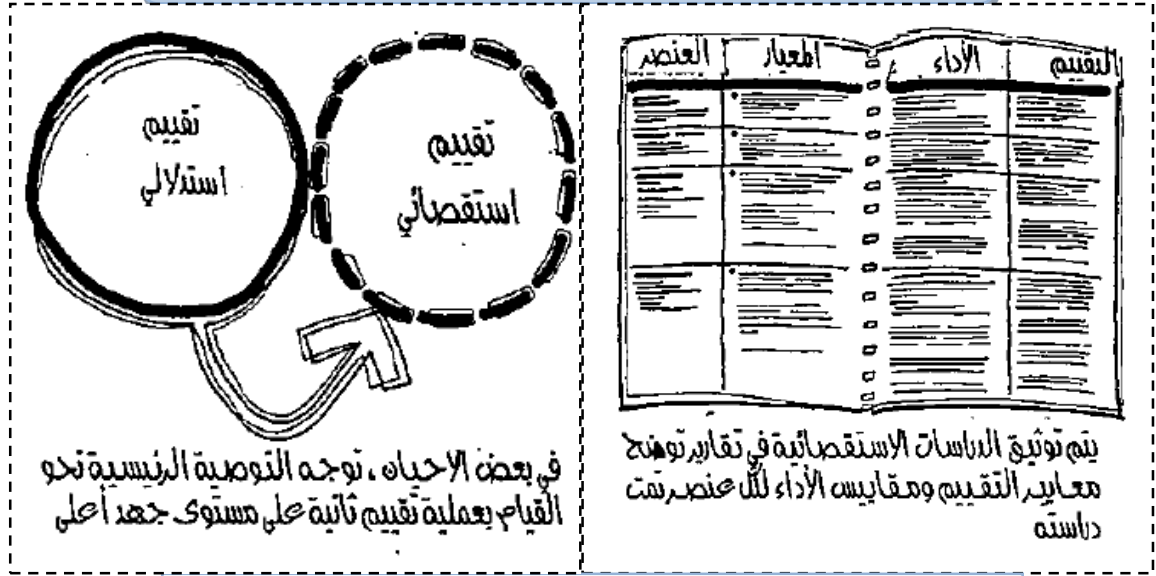 العنصر المعيار الأداء التقييم
يتم توثيق الدراسات الاستقصائية في تقارير توضح
معايير التقييم ومقاييس الأداء لكل عنصر تمت
دراسته
تقييم
استدلالي
تقييم
استقصائي
في بعض الاحيان، توجه التوصية الرئيسية نحو
القيام بعملية تقييم ثانية على مستوى جهد أعلى